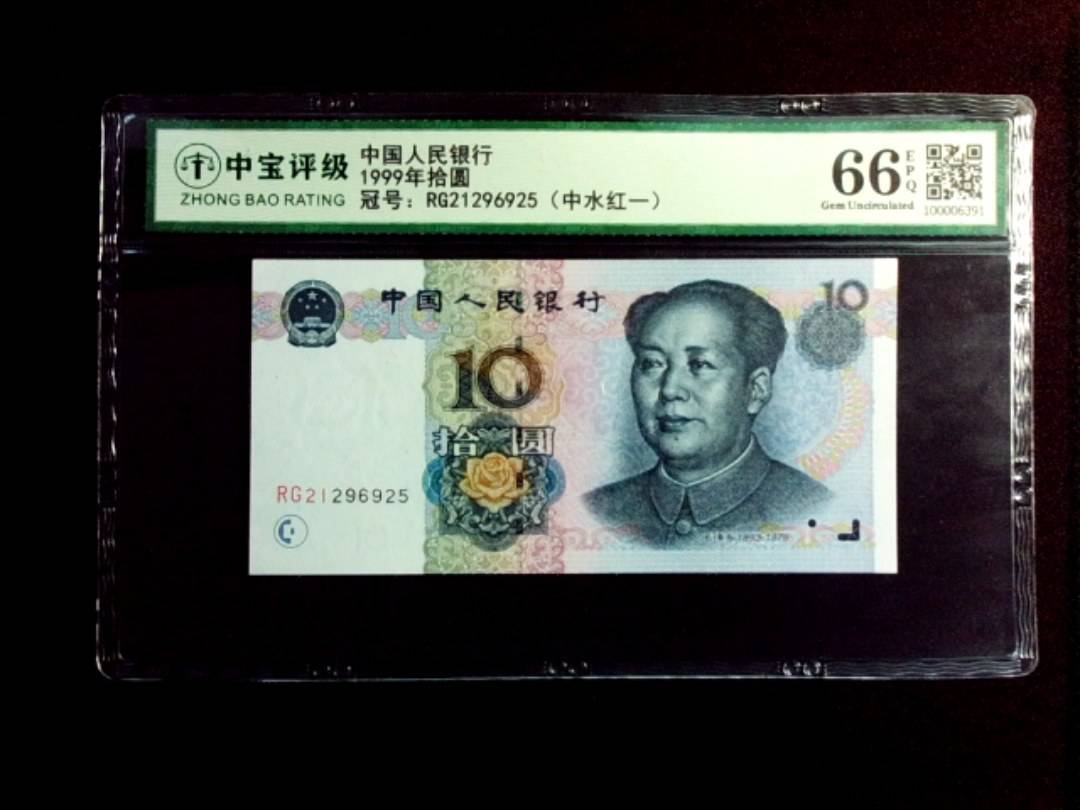 中宝评级
ZHONG BAO RATING
中国人民银行
1999年拾圆
冠号：RG21296925（中水红一）
66
EPQ
Gem Uncirculated
100006391
中国人民银行
10
10
拾圆
RG21296925
1893-1976